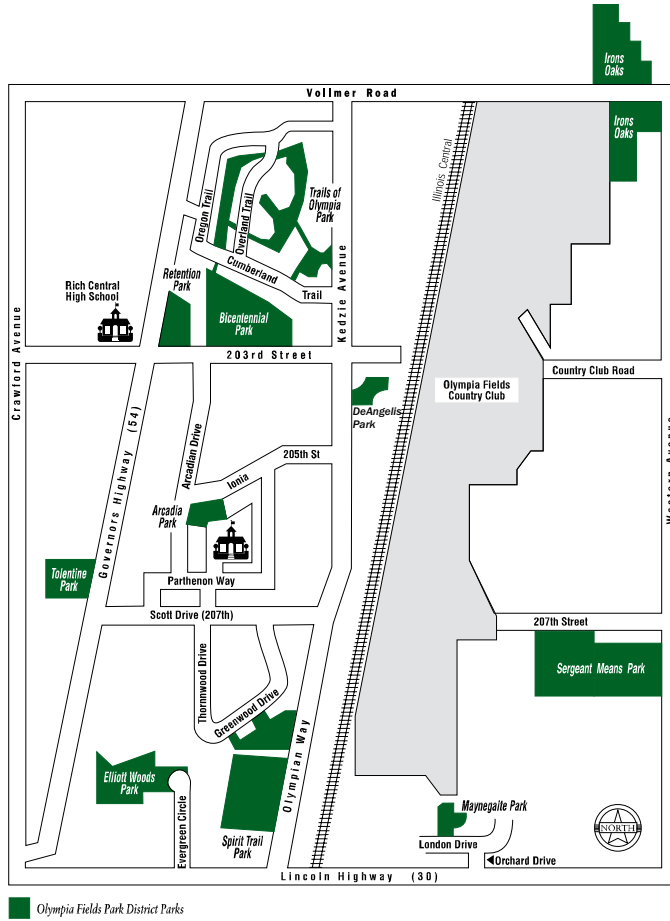 Irons
Oaks
Vollmer Road
Irons
Oaks
Illinois Central
Oregon Trail
Overland Trail
Trails of
Olympia
Park
Cumberland
Trail
Kedzie Avenue
Retention
Park
Bicentennial
Park
Rich Central
High School
Crawford Avenue
203rd Street
Country Club Road
Olympia Fields
Country Club
DeAngelis
Park
Governors Highway (54)
Arcadian Drive
205th St
Ionia
Arcadia
Park
Western Avenue
Tolentine
Park
Parthenon Way
Scott Drive (207th)
207th Street
Thornnwood Drive
Greenwood Drive
Sergeant Means Park
Olympian Way
Elliott Woods
Park
Evergreen Circle
Spirit Trail
Park
Maynegaite Park
London Drive
Orchard Drive
NORTH
Lincoln Highway (30)
Olympia Fields Park District Parks